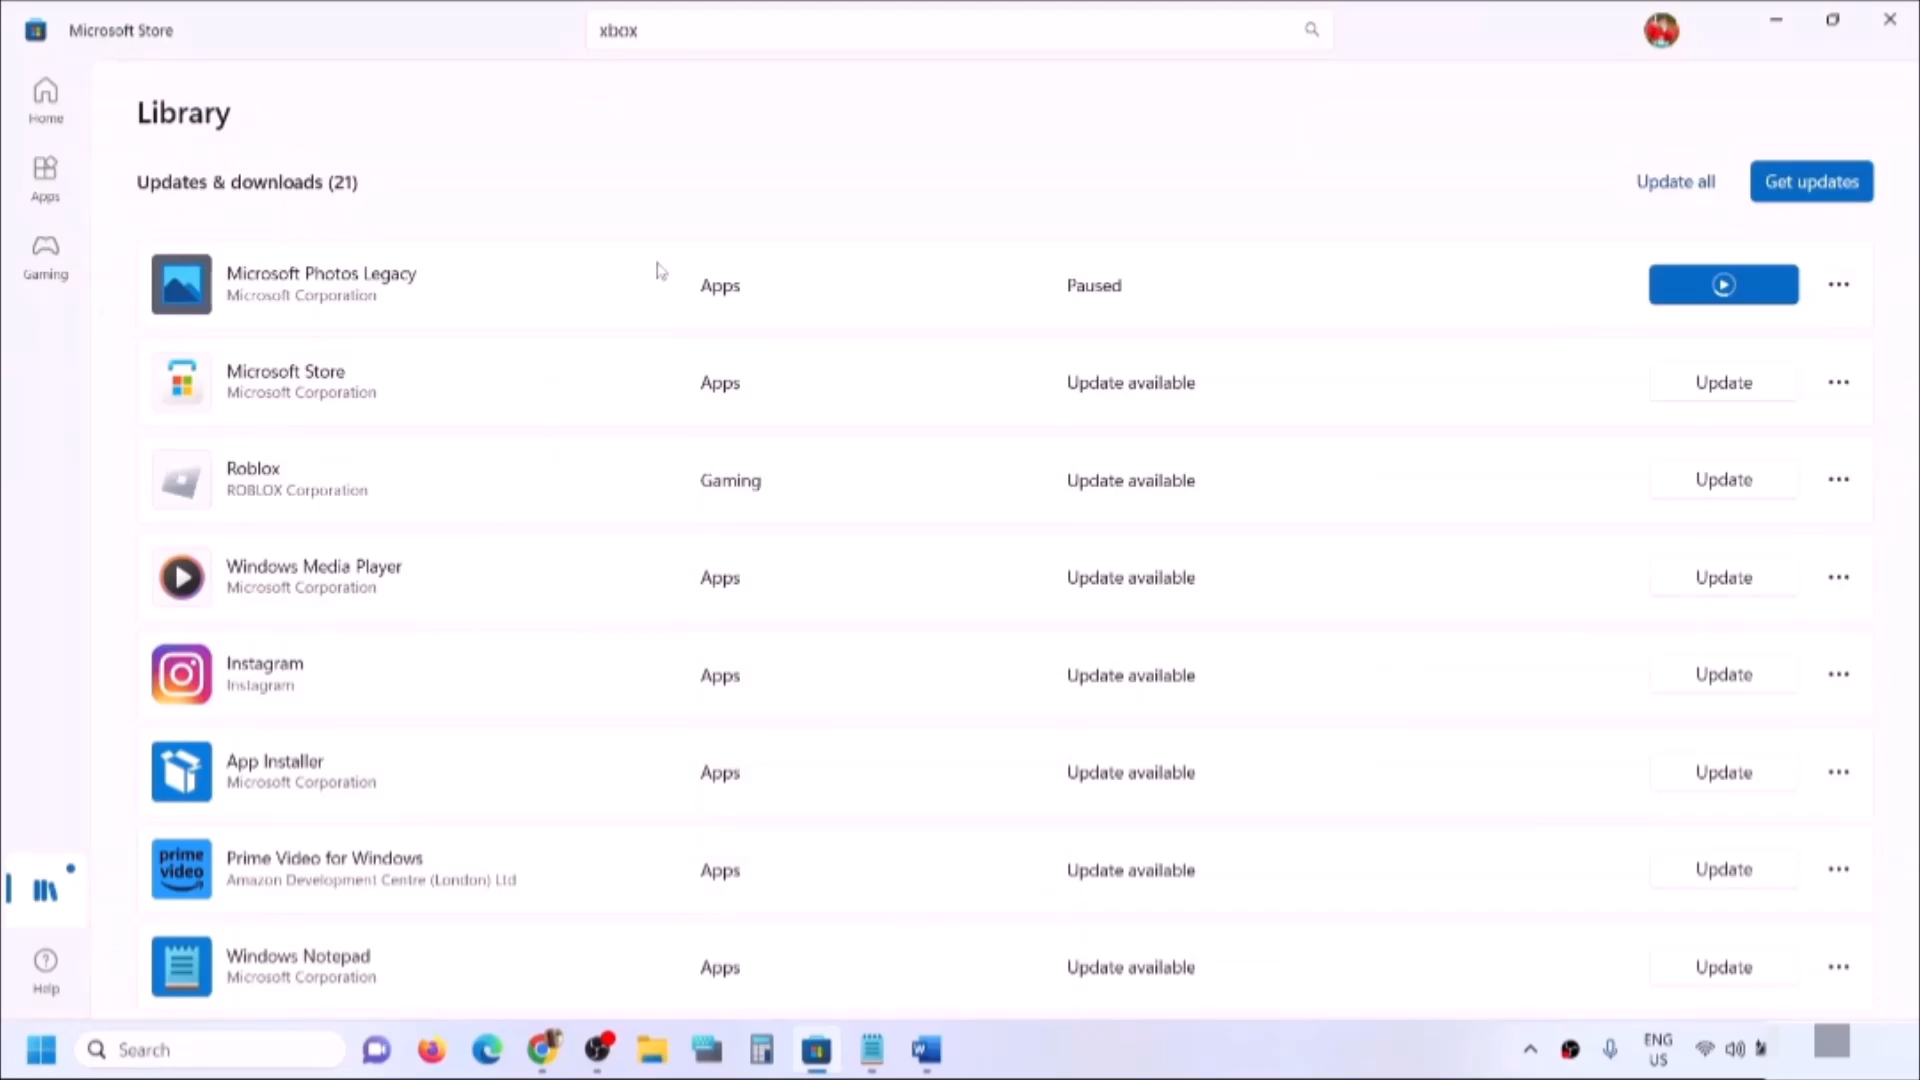 Microsoft Store
xbox
Home
Apps
Gaming
Library
Updates & downloads (21)
Update all
Get updates
Microsoft Photos Legacy
Microsoft Corporation
Apps
Paused
Microsoft Store
Microsoft Corporation
Apps
Update available
Update
Roblox
ROBLOX Corporation
Gaming
Update available
Update
Windows Media Player
Microsoft Corporation
Apps
Update available
Update
Instagram
Instagram
Apps
Update available
Update
App Installer
Microsoft Corporation
Apps
Update available
Update
prime
video
Prime Video for Windows
Amazon Development Centre (London) Ltd
Apps
Update available
Update
Windows Notepad
Microsoft Corporation
Apps
Update available
Update
Help
Search
W
ENG
US